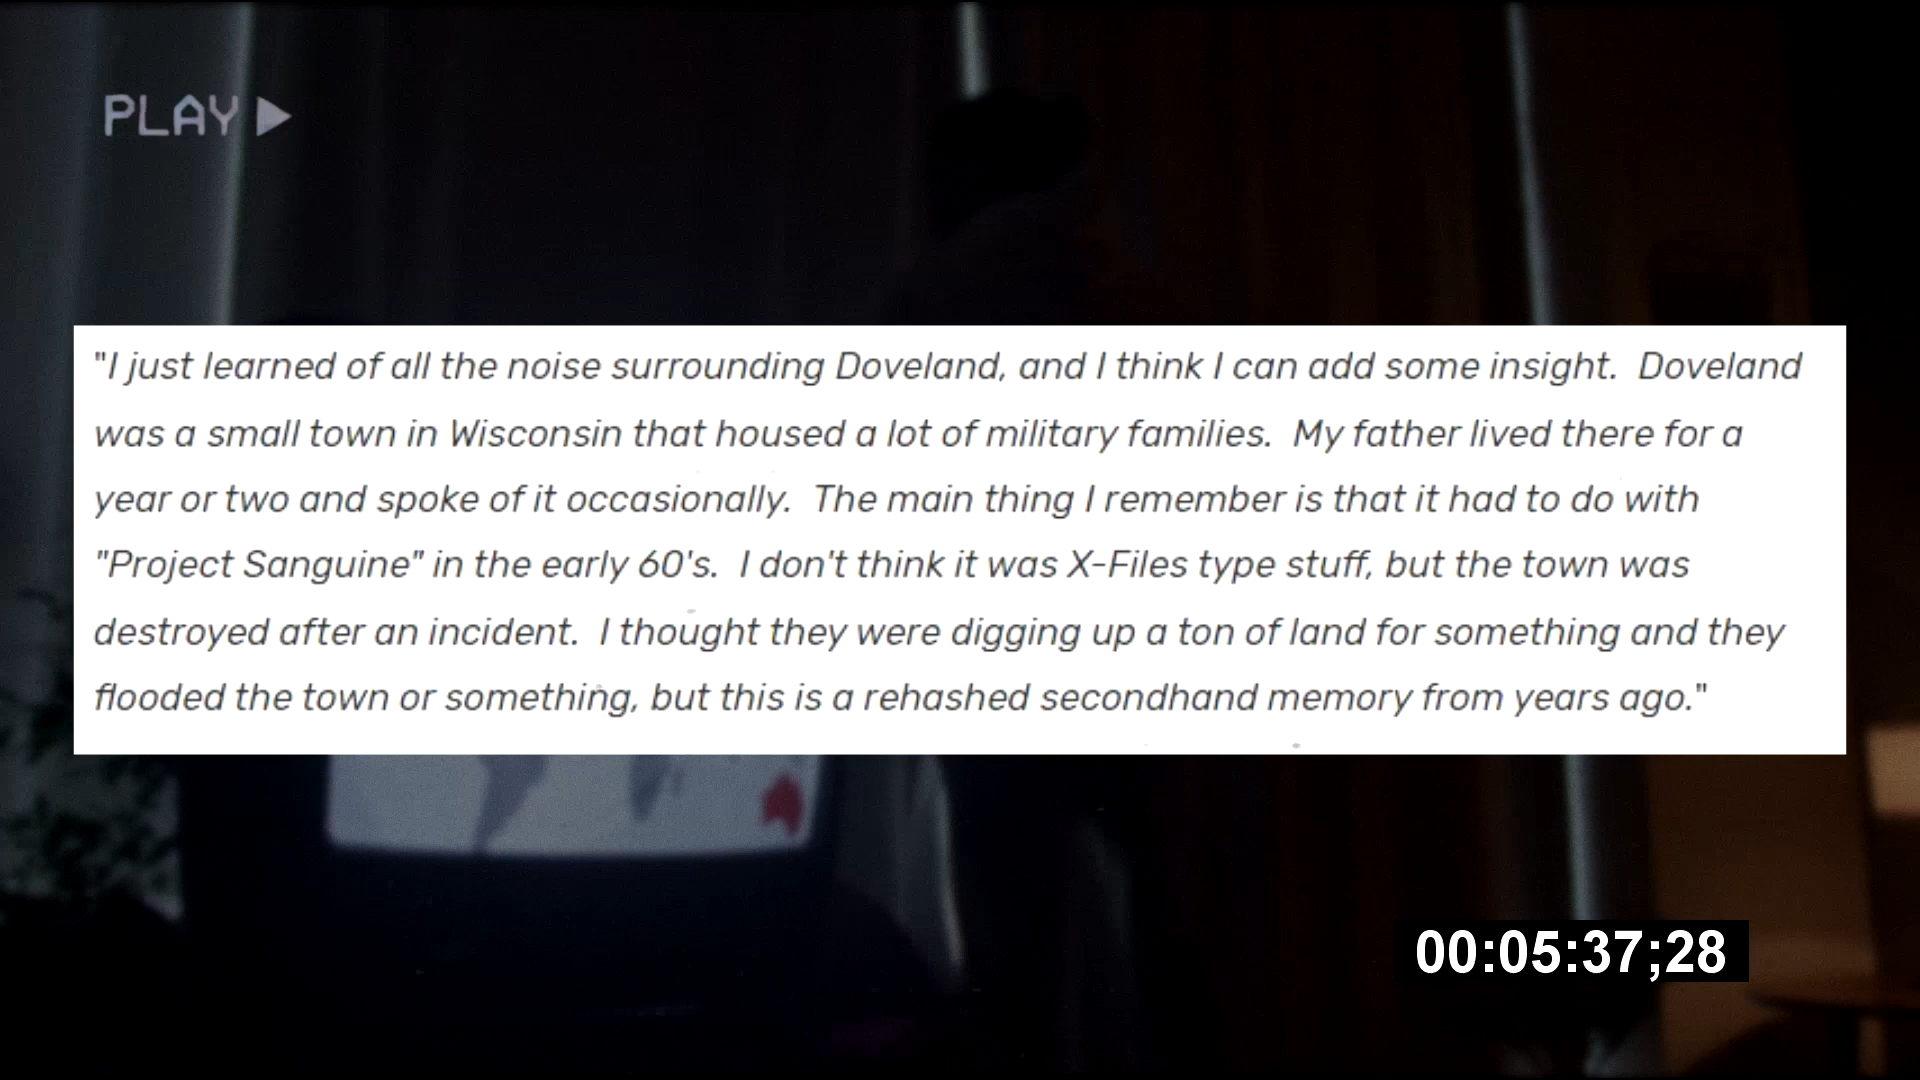 PLAY
"I just learned of all the noise surrounding Doveland, and I think I can add some insight.  Doveland
was a small town in Wisconsin that housed a lot of military families.  My father lived there for a
year or two and spoke of it occasionally.  The main thing I remember is that it had to do with
"Project Sanguine" in the early 60's.  I don't think it was X-Files type stuff, but the town was
destroyed after an incident.  I thought they were digging up a ton of land for something and they
flooded the town or something, but this is a rehashed secondhand memory from years ago."
00:05:37;28